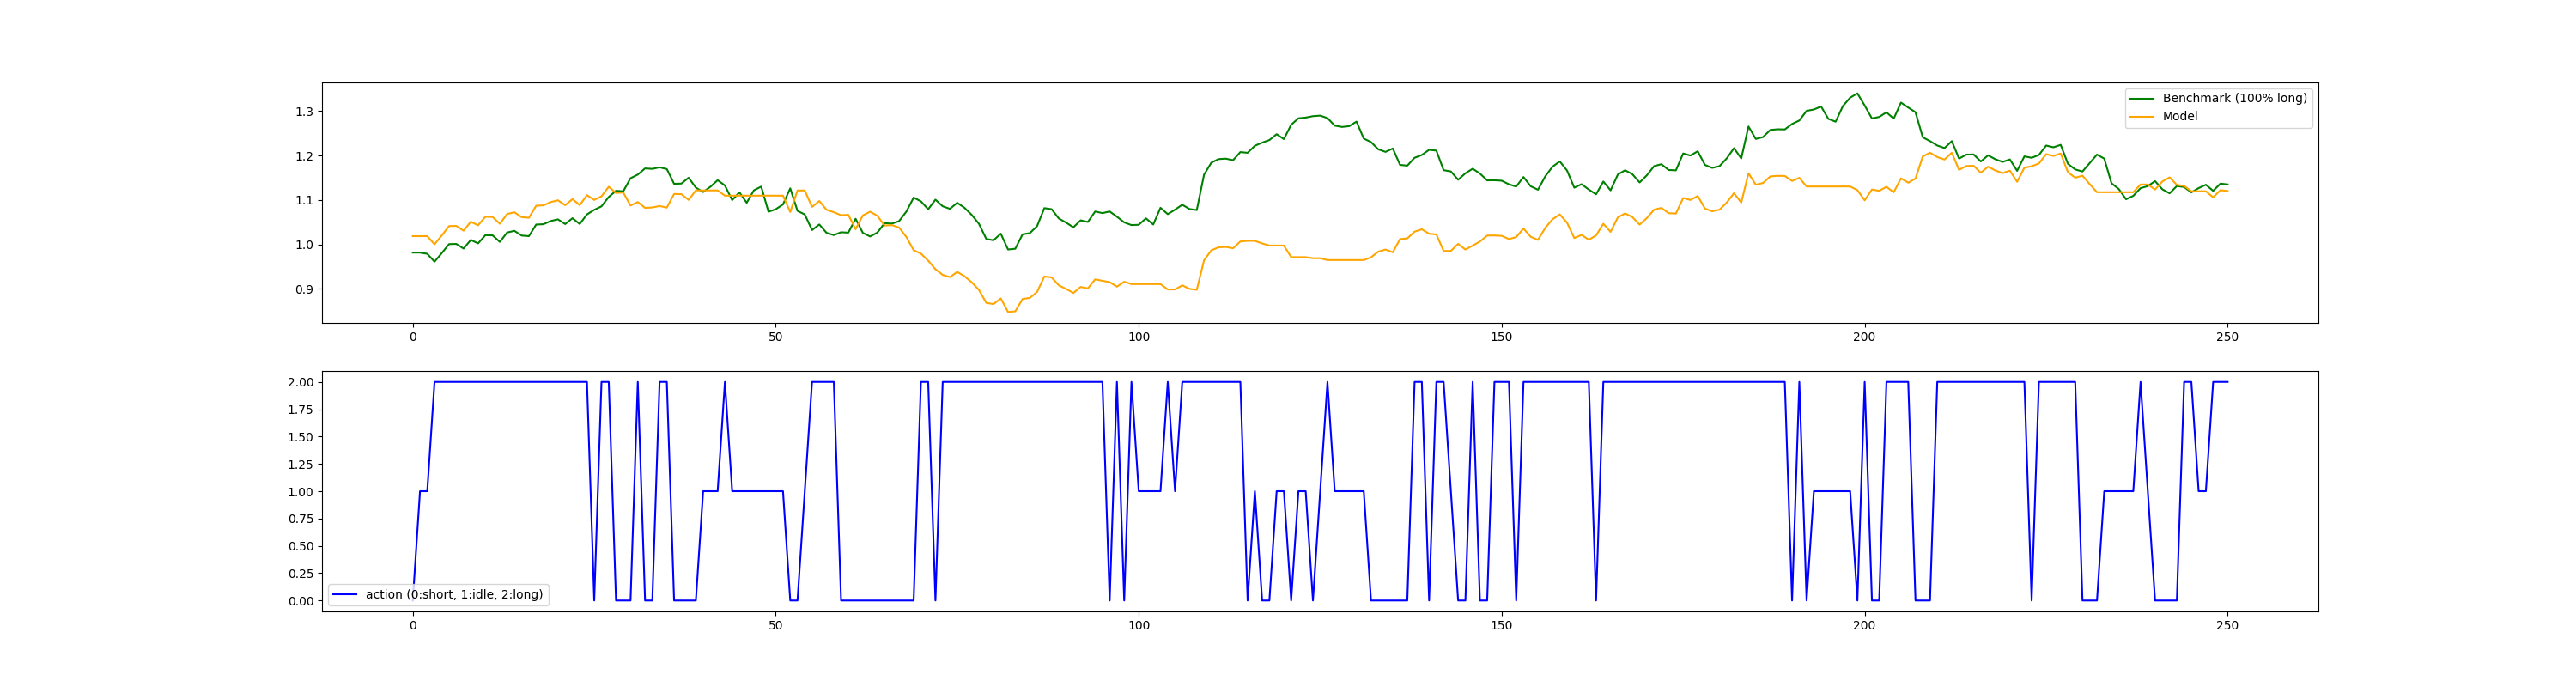 1.3
1.2
1.1
1.0
0.9
Benchmark (100% long)
Model
0 50 100 150 200 250
2.00
1.75
1.50
1.25
1.00
0.75
0.50
0.25
0.00
action (0:short, 1:idle, 2:long)
0 50 100 150 200 250